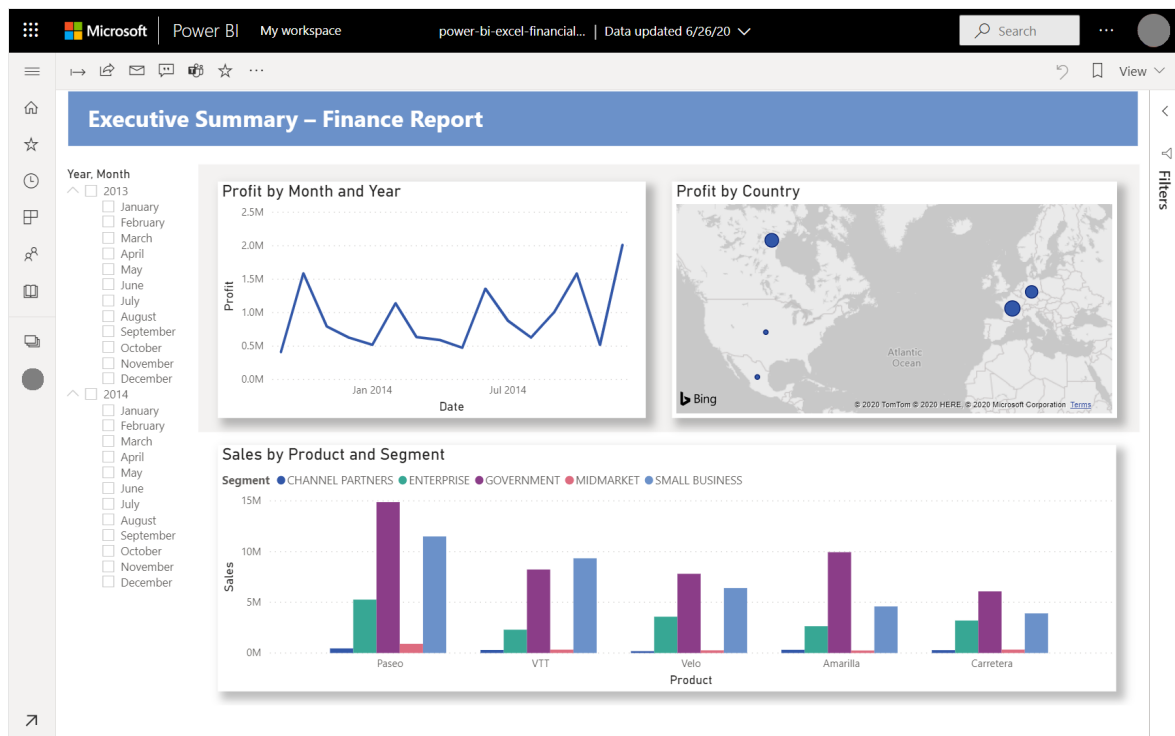 Microsoft Power BI My workspace power-bi-excel-financial... | Data updated 6/26/20 Search ...
View
Executive Summary – Finance Report
Filters
Year, Month
2013
January
February
March
April
May
June
July
August
September
October
November
December
2014
January
February
March
April
May
June
July
August
September
October
November
December
Profit by Month and Year
2.5M
2.0M
1.5M
1.0M
0.5M
0.0M
Profit
Jan 2014 Jul 2014
Date
Profit by Country
Atlantic
Ocean
Bing
© 2020 TomTom © 2020 HERE, © 2020 Microsoft Corporation Terms
Sales by Product and Segment
Segment CHANNEL PARTNERS ENTERPRISE GOVERNMENT MIDMARKET SMALL BUSINESS
15M
10M
5M
0M
Sales
Paseo VTT Velo Amarilla Carretera
Product